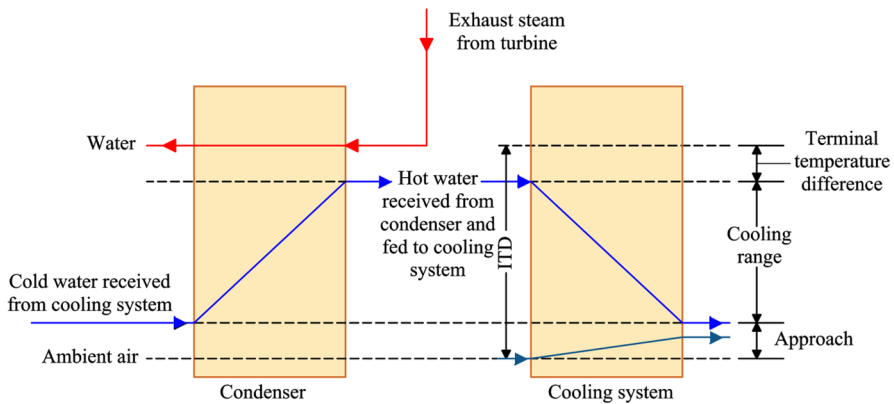 Exhaust steam
from turbine
Water
Terminal
temperature
difference
Hot water
received from
condenser and
fed to cooling
system
ITD
Cooling
range
Cold water received
from cooling system
Approach
Ambient air
Condenser
Cooling system